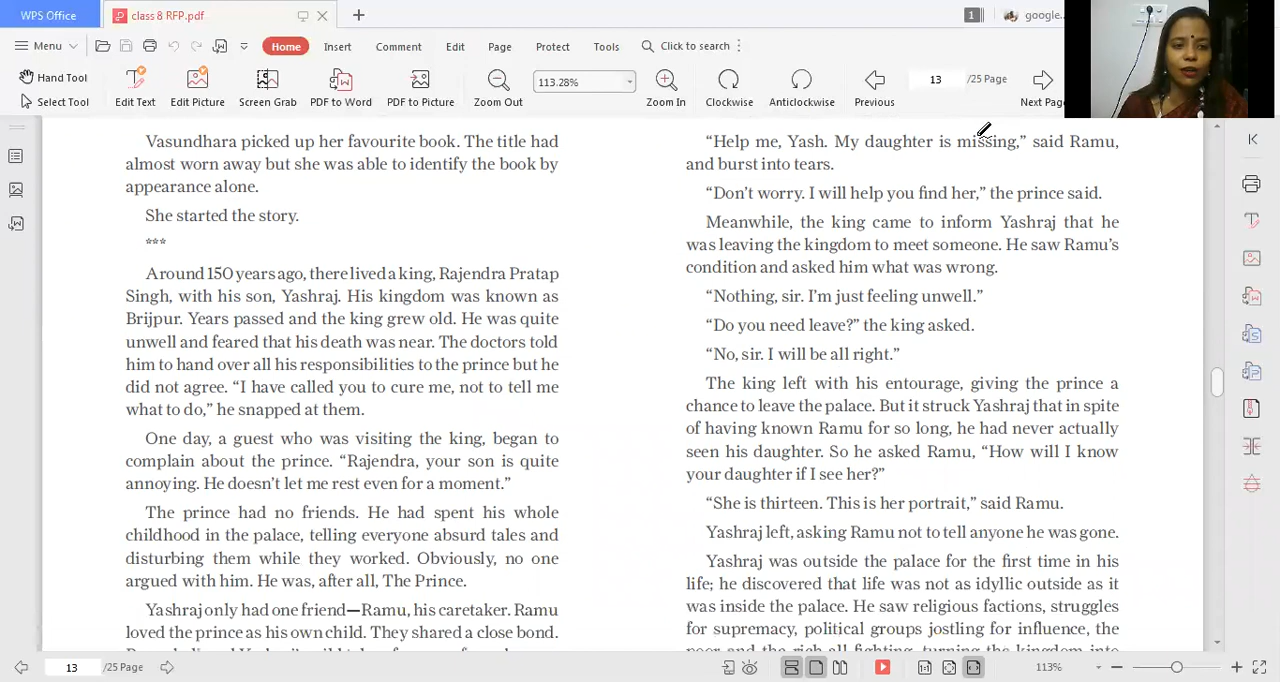 WPS Office
class 8 RFP.pdf
1
google...
Menu
Home
Insert
Comment
Edit
Page
Protect
Tools
Click to search
Hand Tool
Select Tool
Edit Text
Edit Picture
Screen Grab
PDF to Word
PDF to Picture
Zoom Out
113.28%
Zoom In
Clockwise
Anticlockwise
Previous
13
/25 Page
Next Pag
Vasundhara picked up her favourite book. The title had
almost worn away but she was able to identify the book by
appearance alone.
She started the story.
***
Around 150 years ago, there lived a king, Rajendra Pratap
Singh, with his son, Yashraj. His kingdom was known as
Brijpur. Years passed and the king grew old. He was quite
unwell and feared that his death was near. The doctors told
him to hand over all his responsibilities to the prince but he
did not agree. “I have called you to cure me, not to tell me
what to do,” he snapped at them.
One day, a guest who was visiting the king, began to
complain about the prince. “Rajendra, your son is quite
annoying. He doesn’t let me rest even for a moment.”
The prince had no friends. He had spent his whole
childhood in the palace, telling everyone absurd tales and
disturbing them while they worked. Obviously, no one
argued with him. He was, after all, The Prince.
Yashraj only had one friend—Ramu, his caretaker. Ramu
loved the prince as his own child. They shared a close bond.
“Help me, Yash. My daughter is missing,” said Ramu,
and burst into tears.
“Don’t worry. I will help you find her,” the prince said.
Meanwhile, the king came to inform Yashraj that he
was leaving the kingdom to meet someone. He saw Ramu’s
condition and asked him what was wrong.
“Nothing, sir. I’m just feeling unwell.”
“Do you need leave?” the king asked.
“No, sir. I will be all right.”
The king left with his entourage, giving the prince a
chance to leave the palace. But it struck Yashraj that in spite
of having known Ramu for so long, he had never actually
seen his daughter. So he asked Ramu, “How will I know
your daughter if I see her?”
“She is thirteen. This is her portrait,” said Ramu.
Yashraj left, asking Ramu not to tell anyone he was gone.
Yashraj was outside the palace for the first time in his
life; he discovered that life was not as idyllic outside as it
was inside the palace. He saw religious factions, struggles
for supremacy, political groups jostling for influence, the
poor and the rich all fighting, turning the kingdom into
13
/25 Page
113%